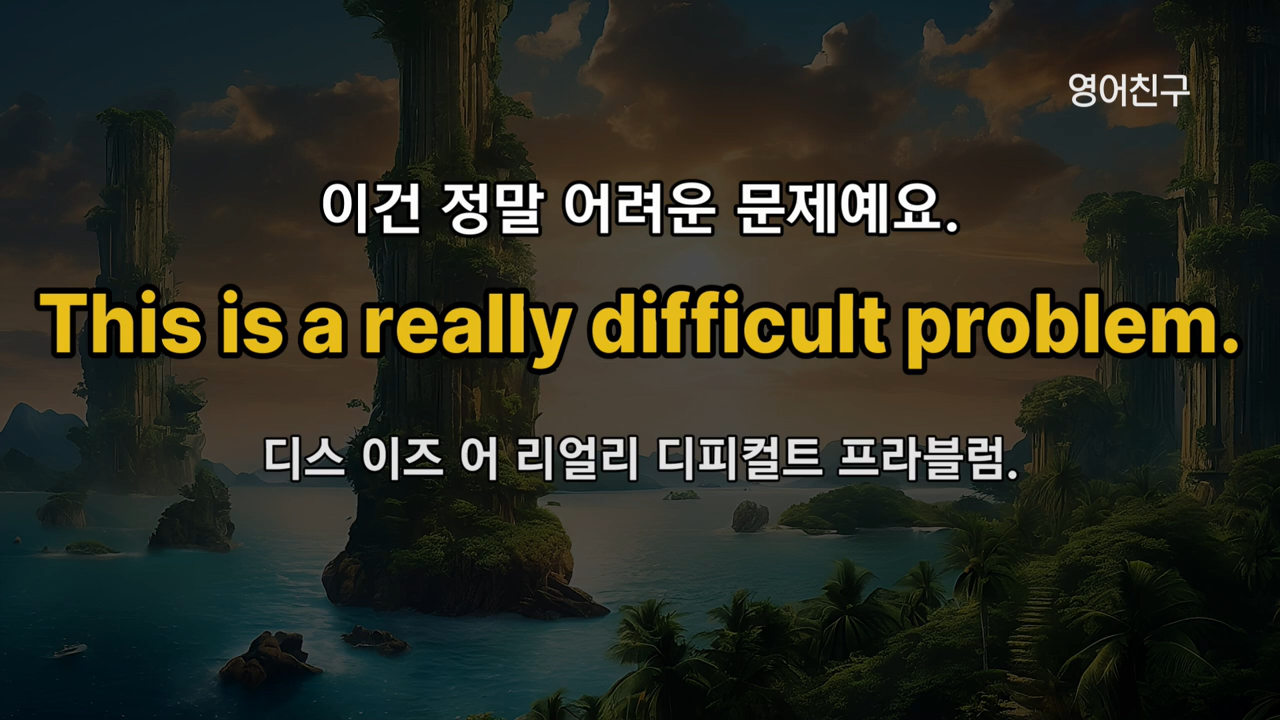 영어친구
이건 정말 어려운 문제예요.
This is a really difficult problem.
디스 이즈 어 리얼리 디피컬트 프라블럼.